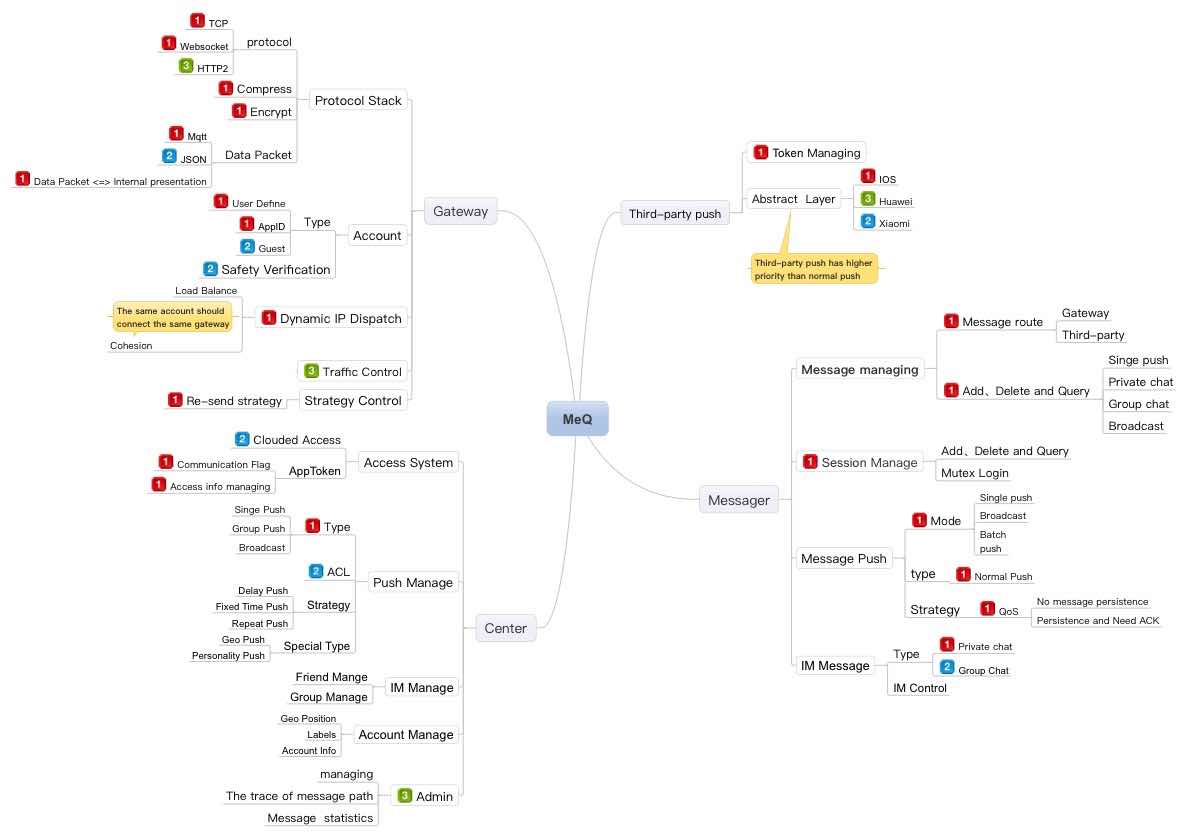 MeQ
Gateway
Protocol Stack
protocol
1 TCP
1 Websocket
3 HTTP2
1 Compress
1 Encrypt
Data Packet
1 Mqtt
2 JSON
1 Data Packet <=> Internal presentation
Account
Type
1 User Define
1 AppID
2 Guest
2 Safety Verification
1 Dynamic IP Dispatch
Load Balance
The same account should
connect the same gateway
Cohesion
3 Traffic Control
Strategy Control
1 Re-send strategy
Center
Access System
2 Clouded Access
AppToken
1 Communication Flag
1 Access info managing
Push Manage
1 Type
Singe Push
Group Push
Broadcast
2 ACL
Strategy
Delay Push
Fixed Time Push
Repeat Push
Special Type
Geo Push
Personality Push
IM Manage
Friend Mange
Group Manage
Account Manage
Geo Position
Labels
Account Info
3 Admin
managing
The trace of message path
Message statistics
Third-party push
1 Token Managing
Abstract Layer
1 IOS
3 Huawei
2 Xiaomi
Third-party push has higher
priority than normal push
Messager
Message managing
1 Message route
Gateway
Third-party
1 Add、Delete and Query
Singe push
Private chat
Group chat
Broadcast
1 Session Manage
Add、Delete and Query
Mutex Login
Message Push
1 Mode
Single push
Broadcast
Batch
push
type
1 Normal Push
Strategy
1 QoS
No message persistence
Persistence and Need ACK
IM Message
Type
1 Private chat
2 Group Chat
IM Control